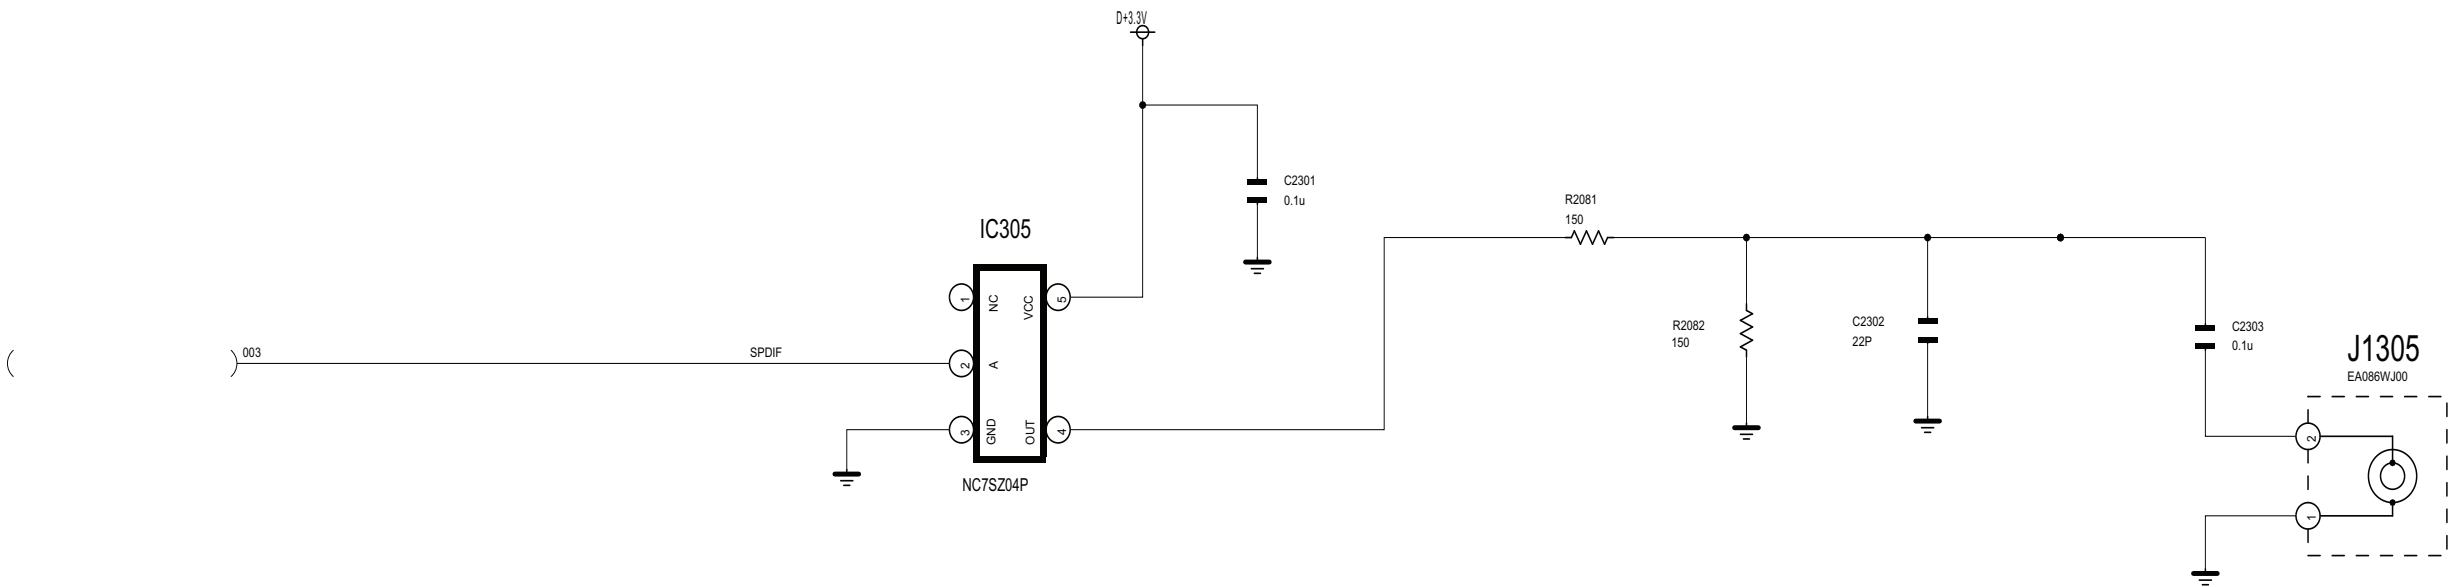 D+3.3V
C2301
0.1u
R2081
150
IC305
1
NC
VCC
5
R2082
150
C2302
22P
C2303
0.1u
J1305
EA086WJ00
( ) 003
SPDIF
2
A
3
GND
OUT
4
NC7SZ04P
2
1